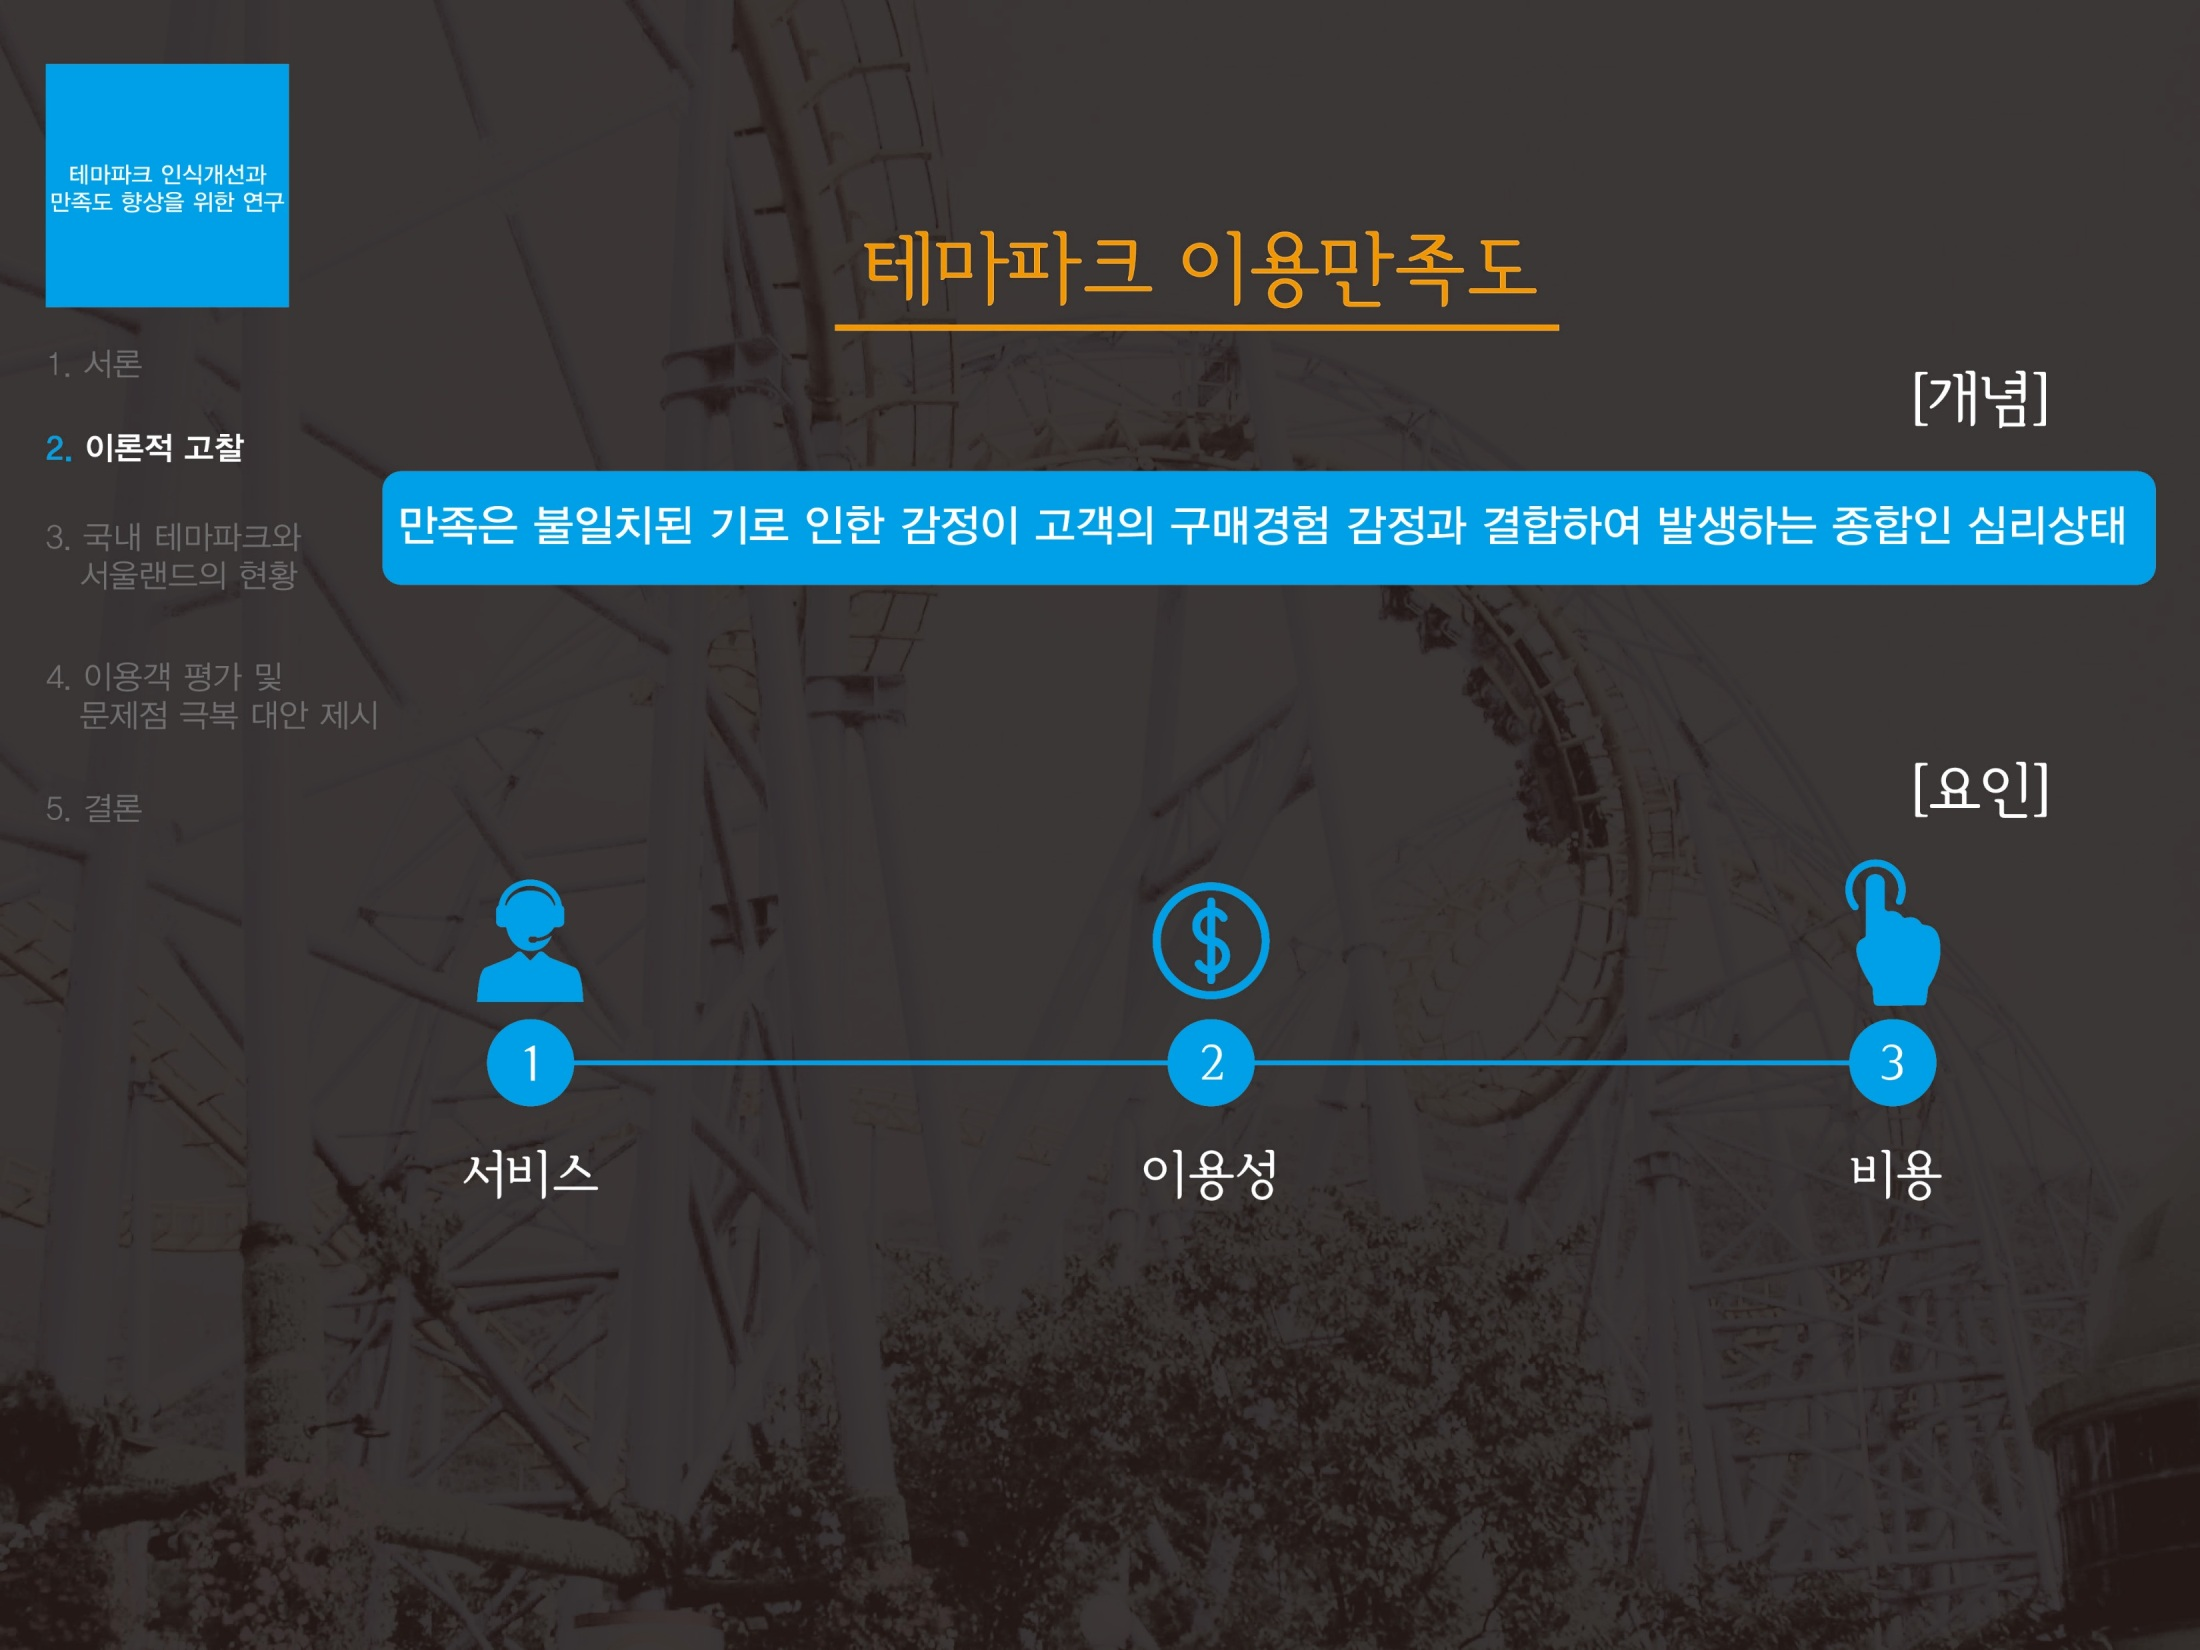 테마파크 인식개선과
만족도 향상을 위한 연구
1. 서론
2. 이론적 고찰
3. 국내 테마파크와
서울랜드의 현황
4. 이용객 평가 및
문제점 극복 대안 제시
5. 결론
테마파크 이용만족도
[개념]
만족은 불일치된 기로 인한 감정이 고객의 구매경험 감정과 결합하여 발생하는 종합인 심리상태
[요인]
1
2
3
서비스
이용성
비용